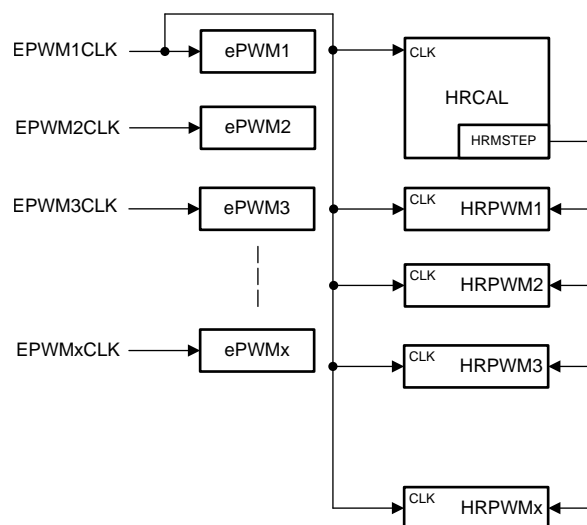 EPWM1CLK
ePWM1
CLK
HRCAL
HRMSTEP
EPWM2CLK
ePWM2
EPWM3CLK
ePWM3
CLK
HRPWM1
CLK
HRPWM2
EPWMxCLK
ePWMx
CLK
HRPWM3
CLK
HRPWMx